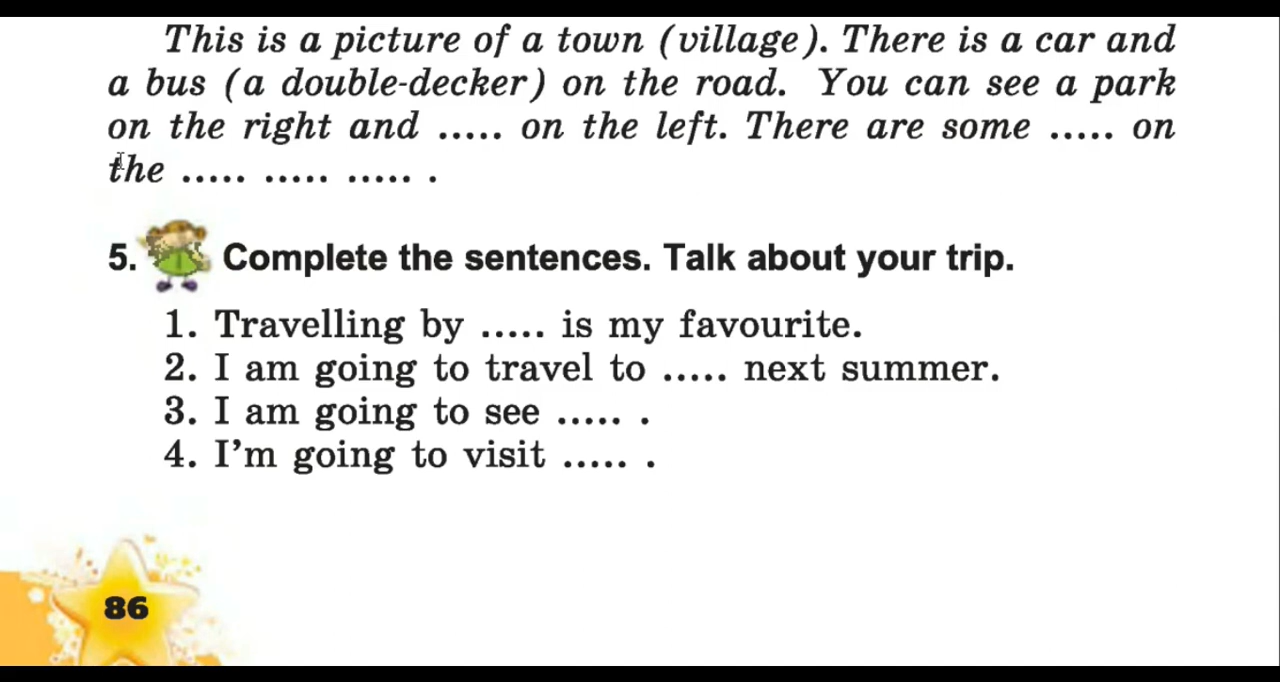 This is a picture of a town (village). There is a car and
a bus (a double-decker) on the road. You can see a park
on the right and ..... on the left. There are some ..... on
the ..... ..... ..... .
5. Complete the sentences. Talk about your trip.
1. Travelling by ..... is my favourite.
2. I am going to travel to ..... next summer.
3. I am going to see ..... .
4. I'm going to visit ..... .
86